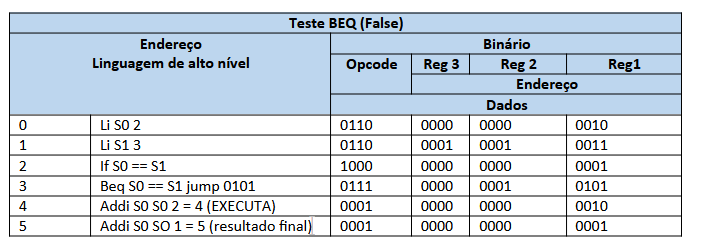 Teste BEQ (False)
Endereço Binário
Linguagem de alto nível Opcode Reg 3 Reg 2 Reg1
Endereço
Dados
0 Li S0 2 0110 0000 0000 0010
1 Li S1 3 0110 0001 0001 0011
2 If S0 == S1 1000 0000 0000 0001
3 Beq S0 == S1 jump 0101 0111 0000 0001 0101
4 Addi S0 S0 2 = 4 (EXECUTA) 0001 0000 0000 0010
5 Addi S0 SO 1 = 5 (resultado final) 0001 0000 0000 0001